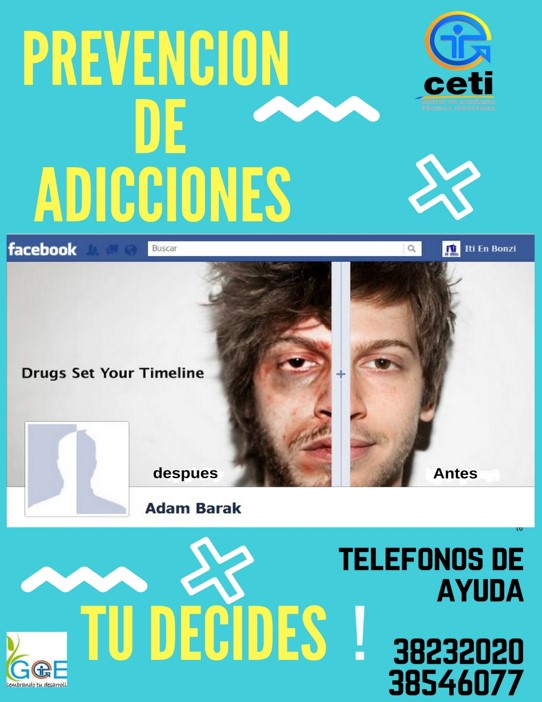 PREVENCION
DE
ADICCIONES
ceti
facebook
Buscar
Iti En Bonzi
Drugs Set Your Timeline
despues
Antes
Adam Barak
TELEFONOS DE
AYUDA
TU DECIDES !
38232020
38546077
GeE